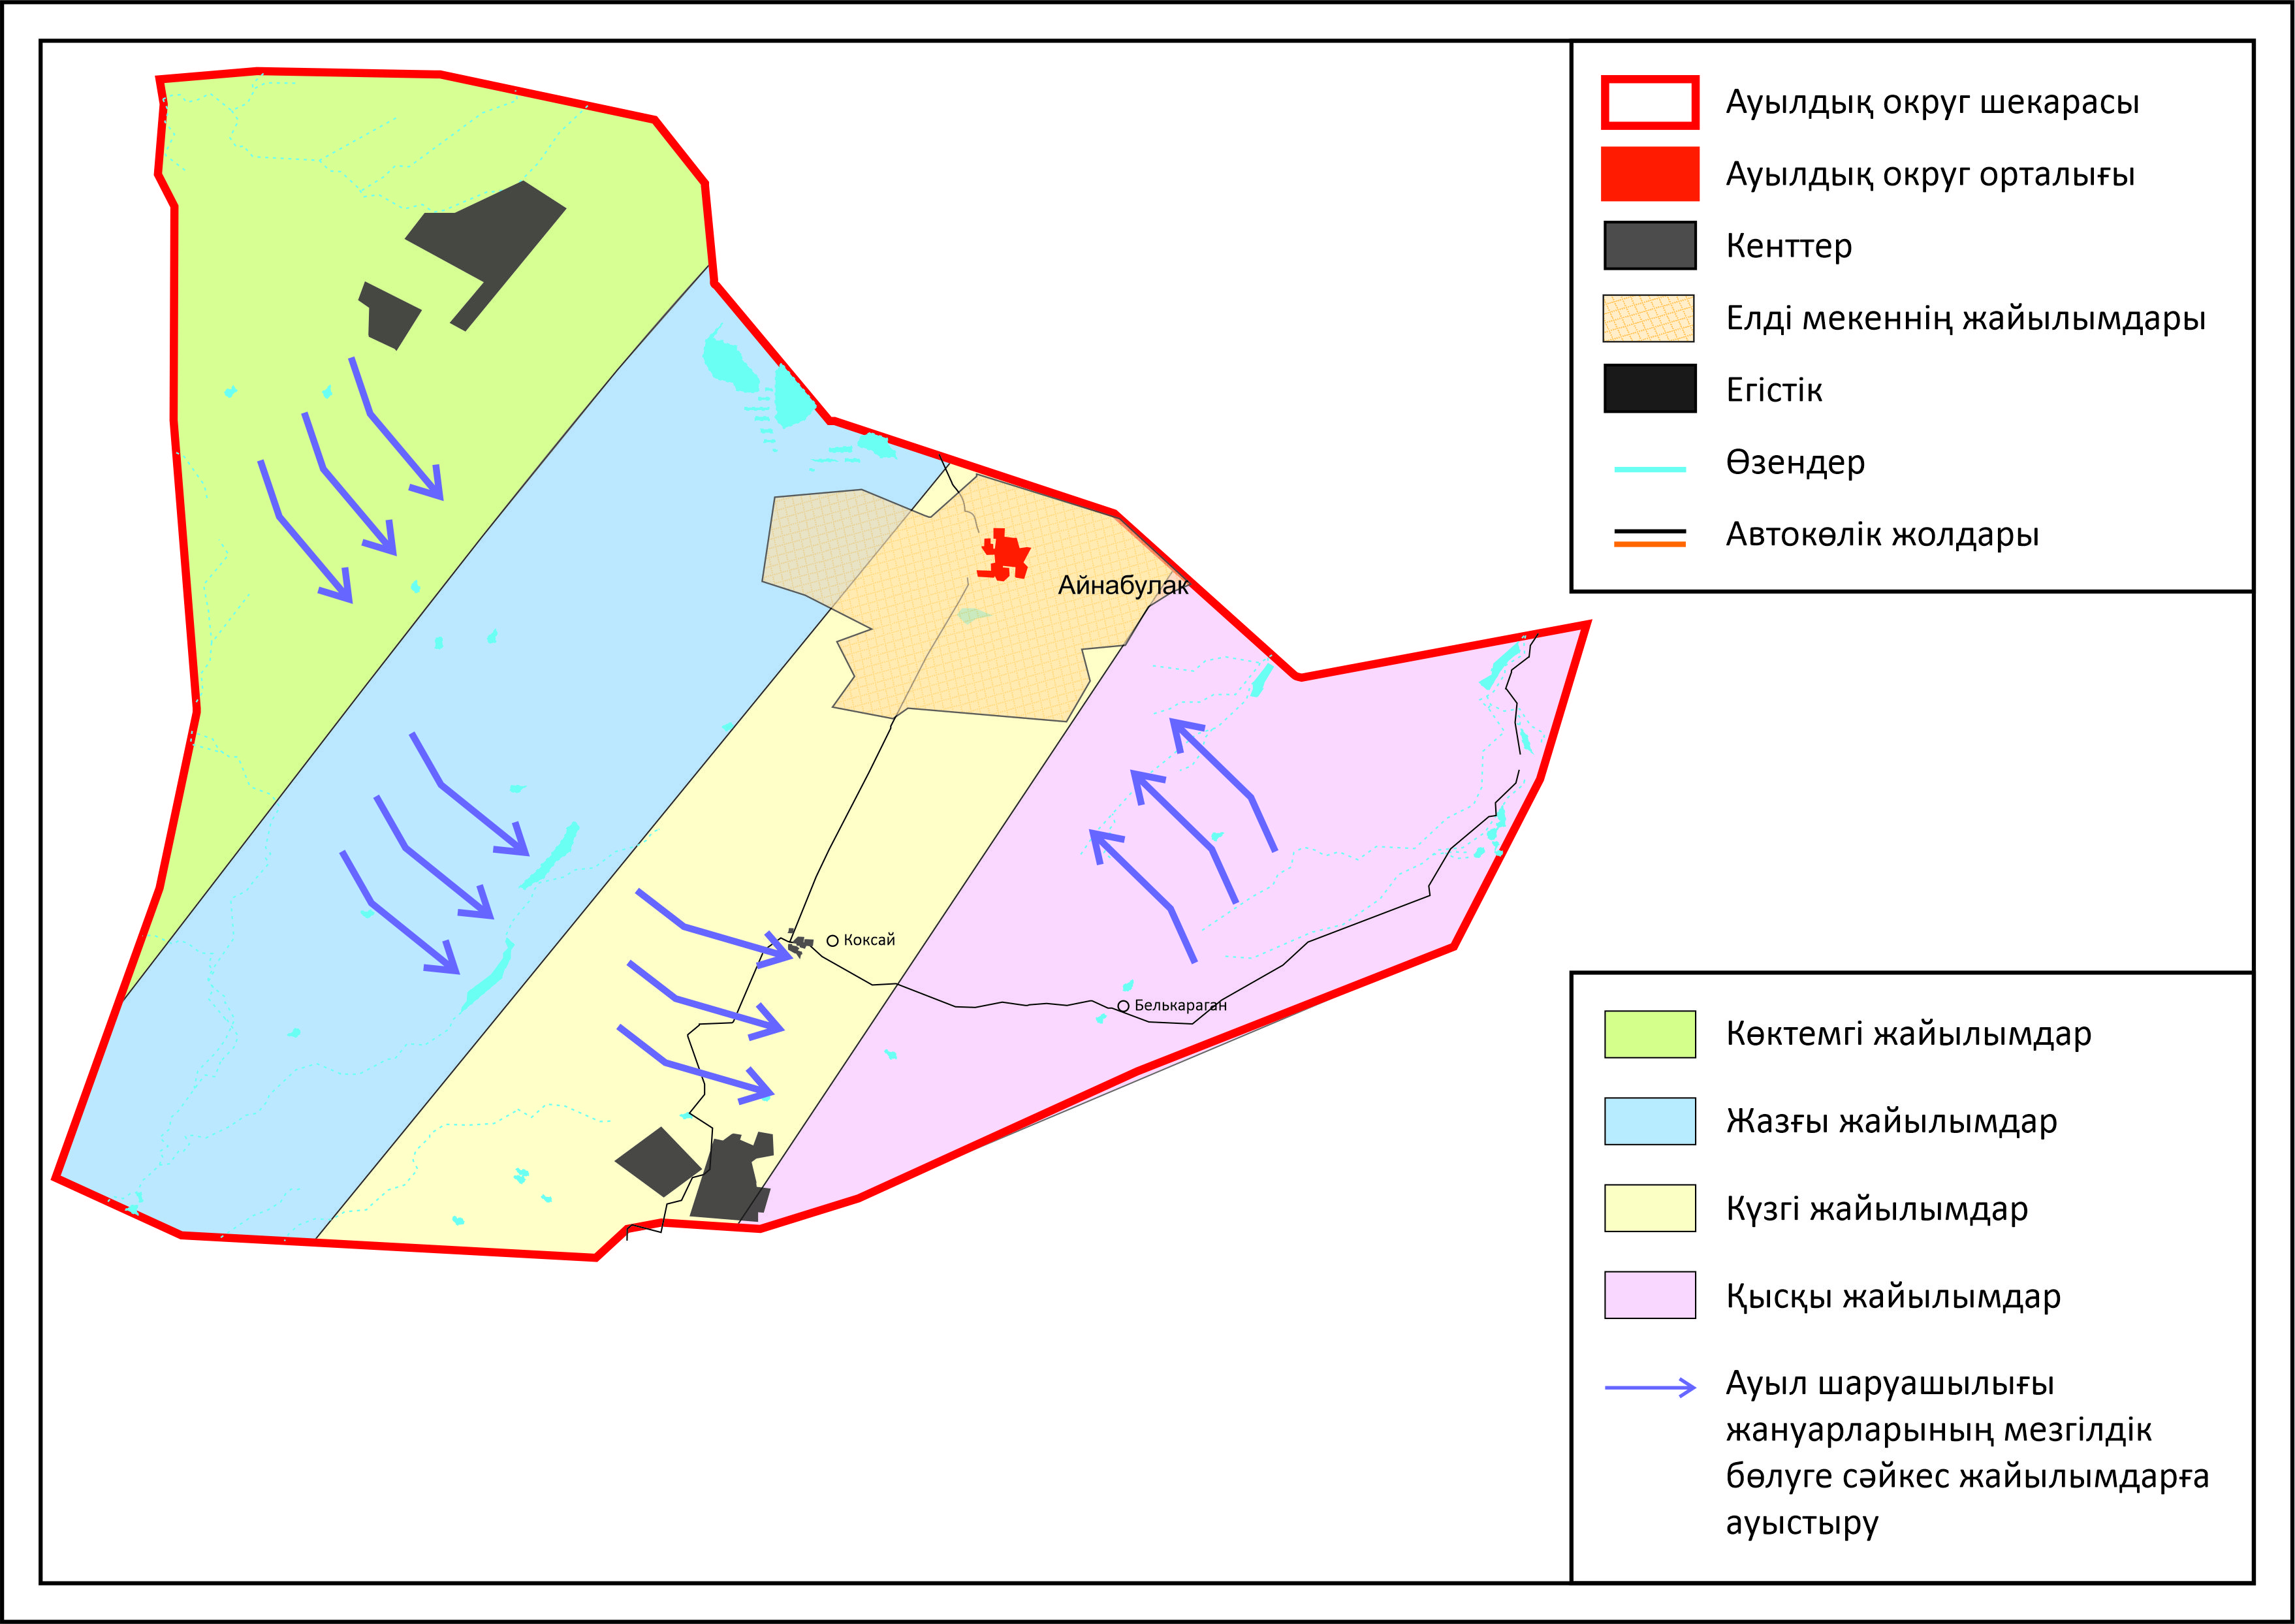 Ауылдық округ шекарасы
Ауылдық округ орталығы
Кенттер
Елді мекеннің жайылымдары
Егістік
Өзендер
Автокөлік жолдары
Айнабулак
Коксай
Белькараган
Көктемгі жайылымдар
Жазғы жайылымдар
Күзгі жайылымдар
Қысқы жайылымдар
Ауыл шаруашылығы
жануарларының мезгілдік
бөлуге сәйкес жайылымдарға
ауыстыру